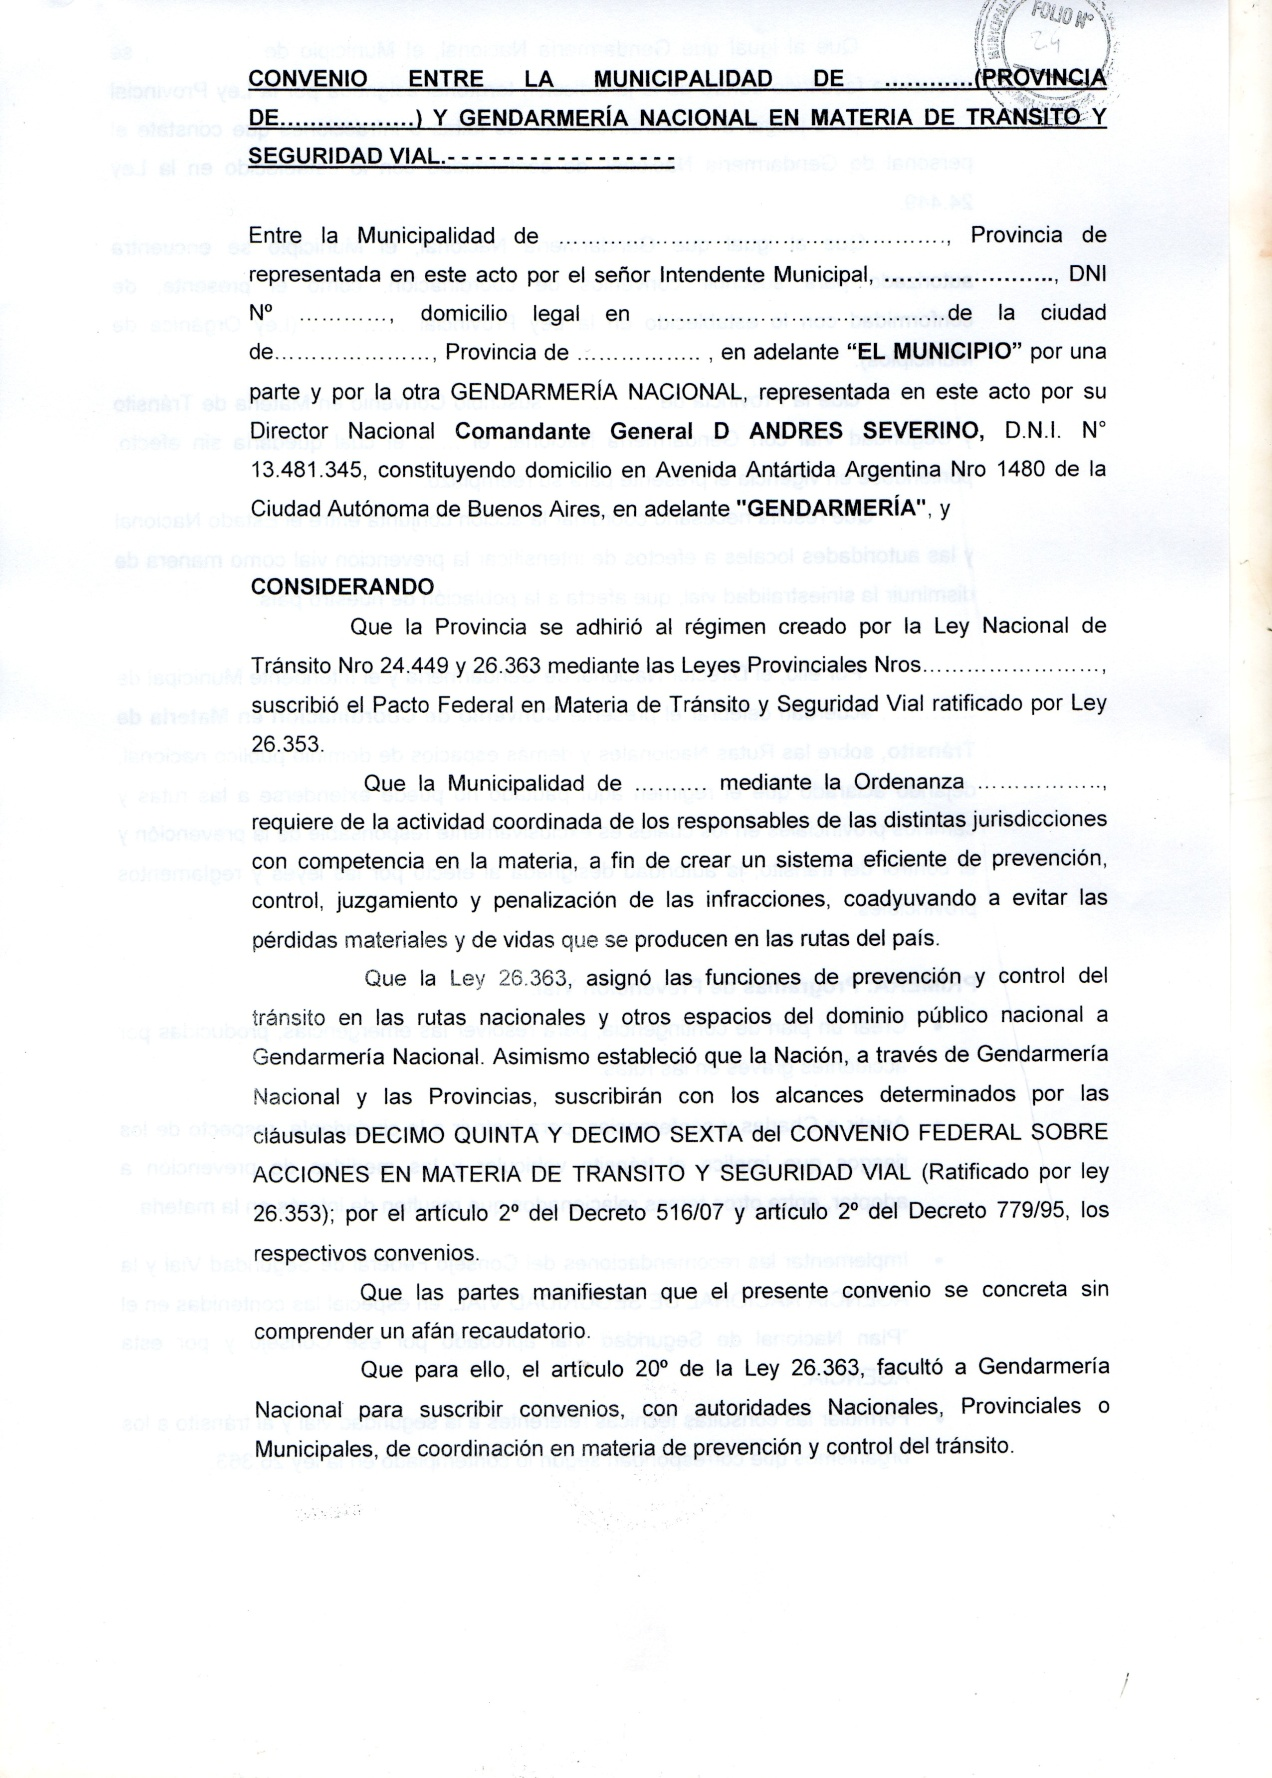 FOLIO Nº
24
CONVENIO ENTRE LA MUNICIPALIDAD DE ............(PROVINCIA
DE...................) Y GENDARMERÍA NACIONAL EN MATERIA DE TRANSITO Y
SEGURIDAD VIAL.- - - - - - - - - - - - - - - - -
Entre la Municipalidad de ................................................, Provincia de
representada en este acto por el señor Intendente Municipal, ........................, DNI
Nº ..........., domicilio legal en ..................................... de la ciudad
de....................., Provincia de ................ , en adelante “EL MUNICIPIO” por una
parte y por la otra GENDARMERÍA NACIONAL, representada en este acto por su
Director Nacional Comandante General D ANDRES SEVERINO, D.N.I. N°
13.481.345, constituyendo domicilio en Avenida Antártida Argentina Nro 1480 de la
Ciudad Autónoma de Buenos Aires, en adelante "GENDARMERÍA", y
CONSIDERANDO
Que la Provincia se adhirió al régimen creado por la Ley Nacional de
Tránsito Nro 24.449 y 26.363 mediante las Leyes Provinciales Nros........................,
suscribió el Pacto Federal en Materia de Tránsito y Seguridad Vial ratificado por Ley
26.353.
Que la Municipalidad de .......... mediante la Ordenanza .................,
requiere de la actividad coordinada de los responsables de las distintas jurisdicciones
con competencia en la materia, a fin de crear un sistema eficiente de prevención,
control, juzgamiento y penalización de las infracciones, coadyuvando a evitar las
pérdidas materiales y de vidas que se producen en las rutas del país.
Que la Ley 26.363, asignó las funciones de prevención y control del
tránsito en las rutas nacionales y otros espacios del dominio público nacional a
Gendarmería Nacional. Asimismo estableció que la Nación, a través de Gendarmería
Nacional y las Provincias, suscribirán con los alcances determinados por las
cláusulas DECIMO QUINTA Y DECIMO SEXTA del CONVENIO FEDERAL SOBRE
ACCIONES EN MATERIA DE TRANSITO Y SEGURIDAD VIAL (Ratificado por ley
26.353); por el artículo 2º del Decreto 516/07 y artículo 2º del Decreto 779/95, los
respectivos convenios.
Que las partes manifiestan que el presente convenio se concreta sin
comprender un afán recaudatorio.
Que para ello, el artículo 20º de la Ley 26.363, facultó a Gendarmería
Nacional para suscribir convenios, con autoridades Nacionales, Provinciales o
Municipales, de coordinación en materia de prevención y control del tránsito.